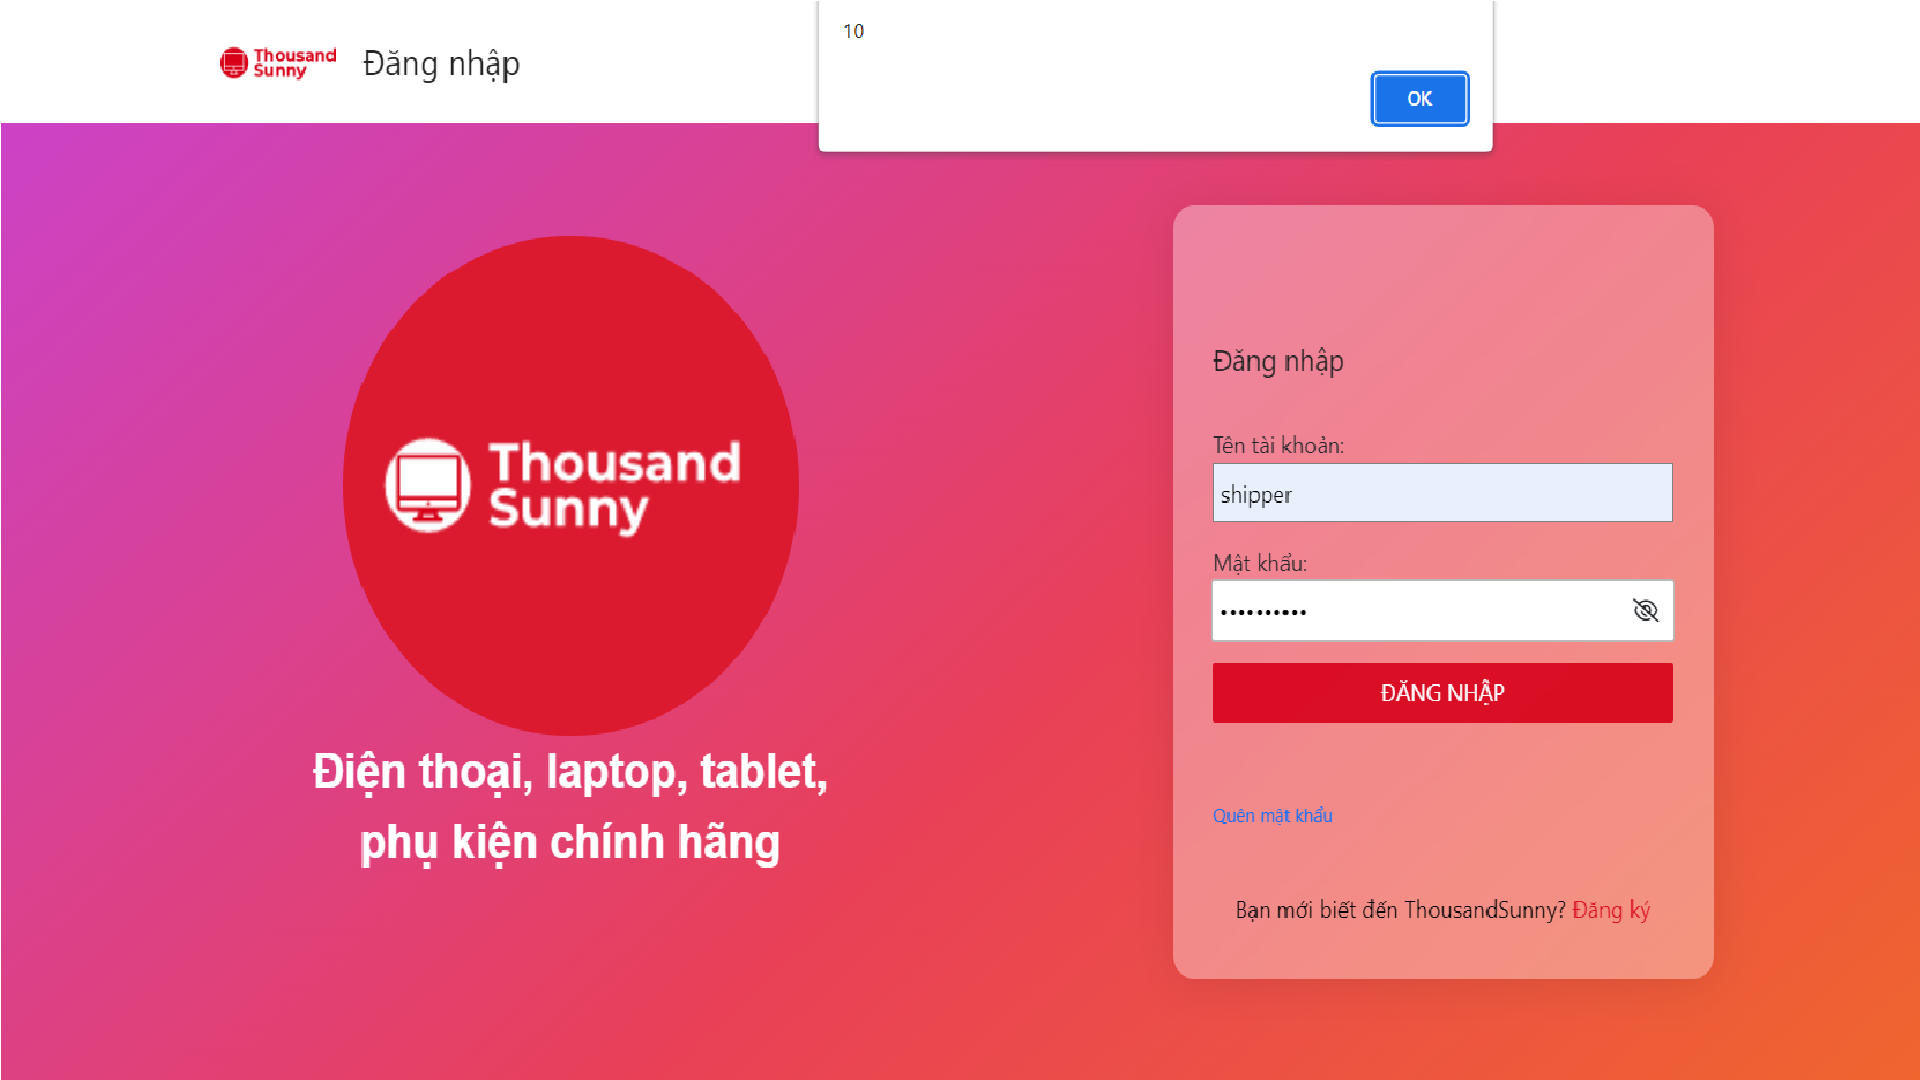 Thousand
Sunny
Đăng nhập
10
OK
Thousand
Sunny
Điện thoại, laptop, tablet,
phụ kiện chính hãng
Đăng nhập
Tên tài khoản:
shipper
Mật khẩu:
••••••••••
ĐĂNG NHẬP
Quên mật khẩu
Bạn mới biết đến ThousandSunny? Đăng ký